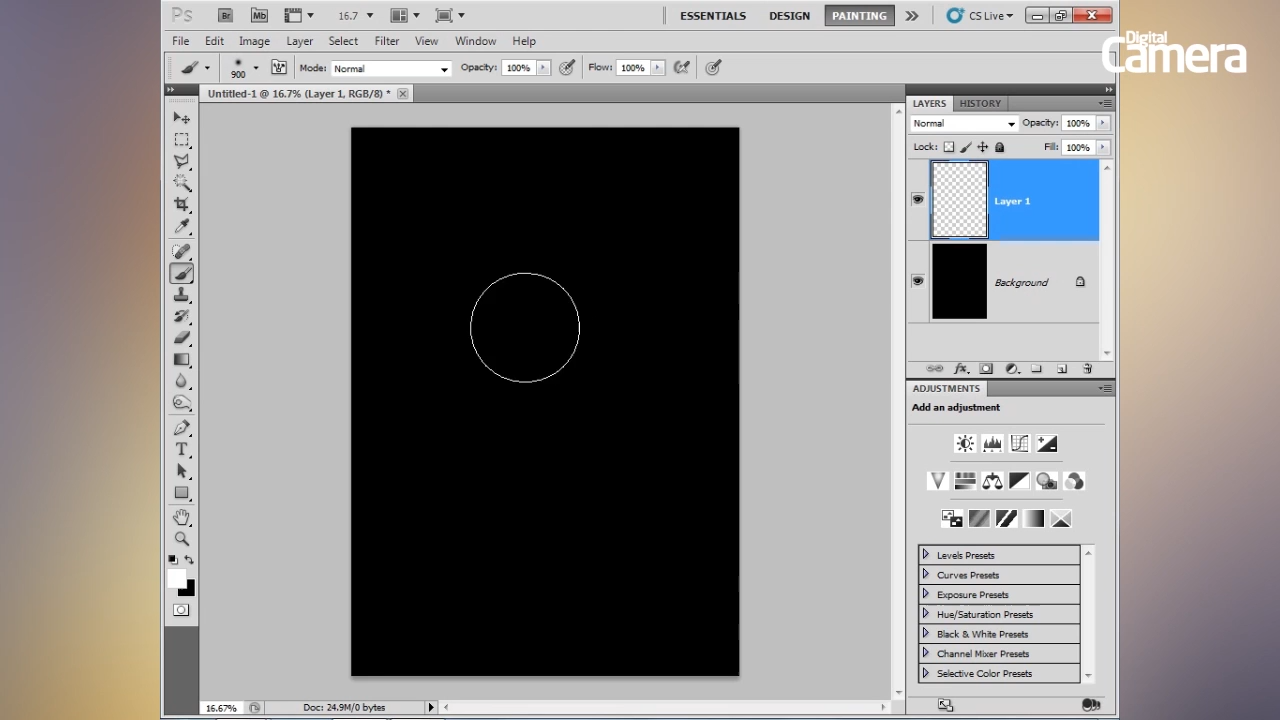 Ps Br Mb 16.7 ESSENTIALS DESIGN PAINTING CS Live
File Edit Image Layer Select Filter View Window Help
900 Mode: Normal Opacity: 100% Flow: 100%
Digital
Camera
Untitled-1 @ 16.7% (Layer 1, RGB/8) *
LAYERS HISTORY
Normal Opacity: 100%
Lock: Fill: 100%
Layer 1
Background
ADJUSTMENTS
Add an adjustment
Levels Presets
Curves Presets
Exposure Presets
Hue/Saturation Presets
Black & White Presets
Channel Mixer Presets
Selective Color Presets
16.67% Doc: 24.9M/0 bytes